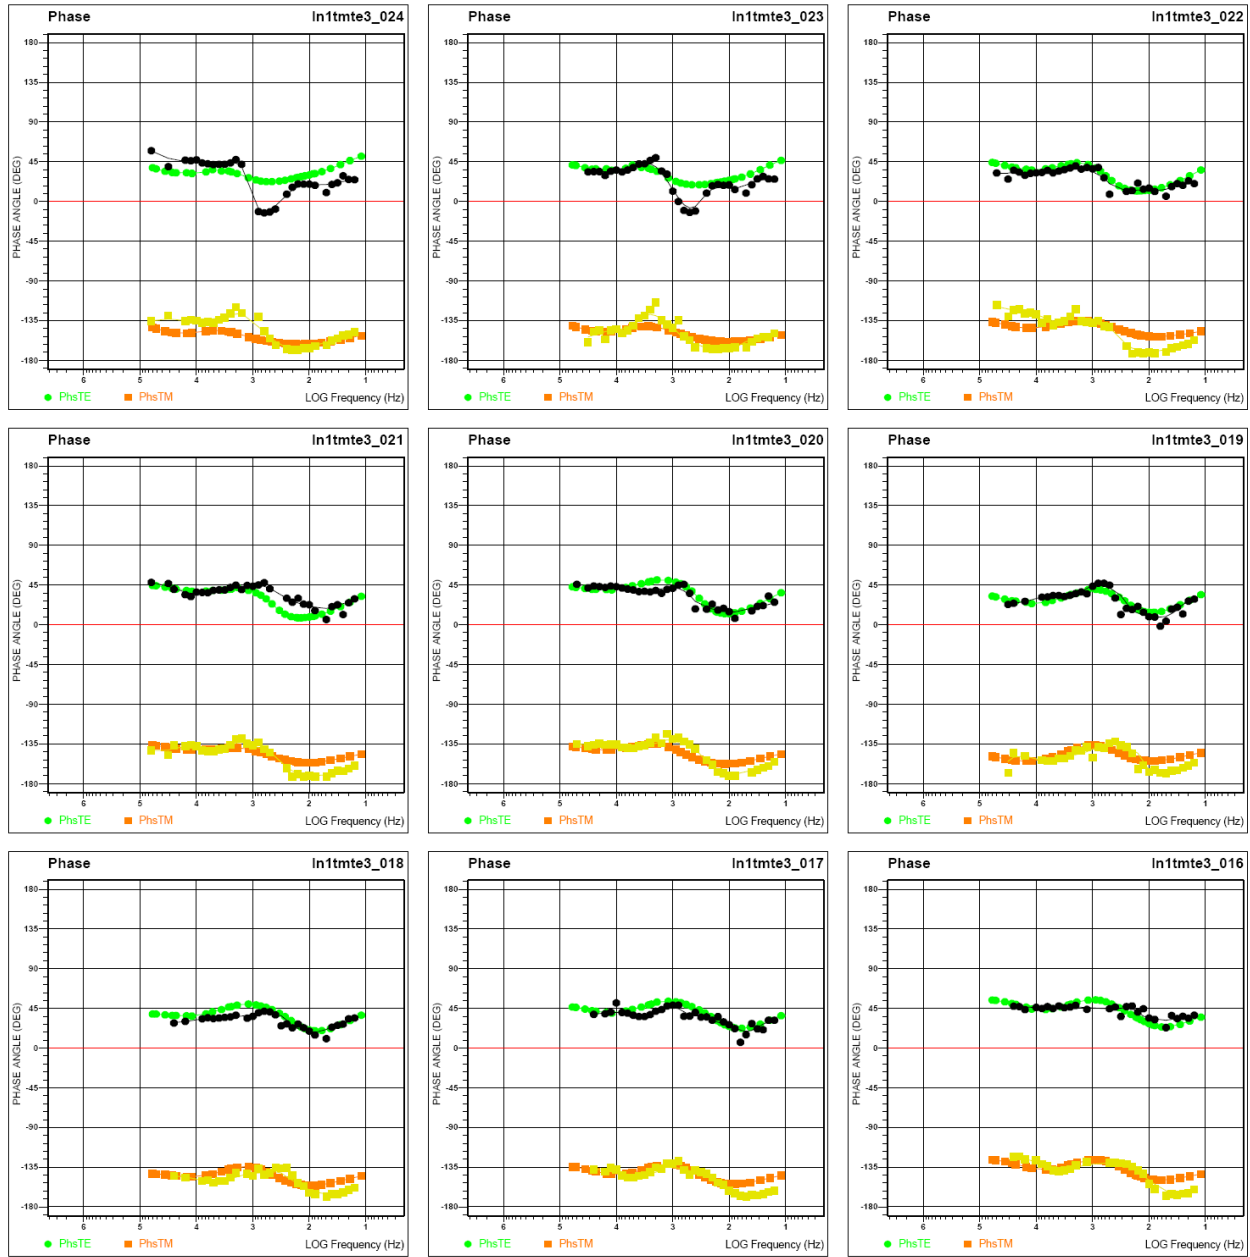 Phase ln1tmte3_024
180
135
90
45
0
-45
-90
-135
-180
PHASE ANGLE (DEG)
6 5 4 3 2 1
PhsTE PhsTM LOG Frequency (Hz)
Phase ln1tmte3_023
180
135
90
45
0
-45
-90
-135
-180
PHASE ANGLE (DEG)
6 5 4 3 2 1
PhsTE PhsTM LOG Frequency (Hz)
Phase ln1tmte3_022
180
135
90
45
0
-45
-90
-135
-180
PHASE ANGLE (DEG)
6 5 4 3 2 1
PhsTE PhsTM LOG Frequency (Hz)
Phase ln1tmte3_021
180
135
90
45
0
-45
-90
-135
-180
PHASE ANGLE (DEG)
6 5 4 3 2 1
PhsTE PhsTM LOG Frequency (Hz)
Phase ln1tmte3_020
180
135
90
45
0
-45
-90
-135
-180
PHASE ANGLE (DEG)
6 5 4 3 2 1
PhsTE PhsTM LOG Frequency (Hz)
Phase ln1tmte3_019
180
135
90
45
0
-45
-90
-135
-180
PHASE ANGLE (DEG)
6 5 4 3 2 1
PhsTE PhsTM LOG Frequency (Hz)
Phase ln1tmte3_018
180
135
90
45
0
-45
-90
-135
-180
PHASE ANGLE (DEG)
6 5 4 3 2 1
PhsTE PhsTM LOG Frequency (Hz)
Phase ln1tmte3_017
180
135
90
45
0
-45
-90
-135
-180
PHASE ANGLE (DEG)
6 5 4 3 2 1
PhsTE PhsTM LOG Frequency (Hz)
Phase ln1tmte3_016
180
135
90
45
0
-45
-90
-135
-180
PHASE ANGLE (DEG)
6 5 4 3 2 1
PhsTE PhsTM LOG Frequency (Hz)